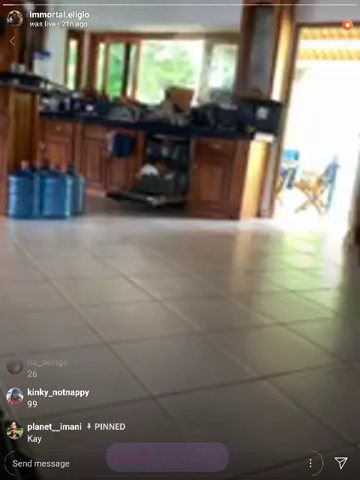 immortal.eligio
was live • 21h ago
26
kinky_notnappy
99
planet__imani PINNED
Kay
Send message